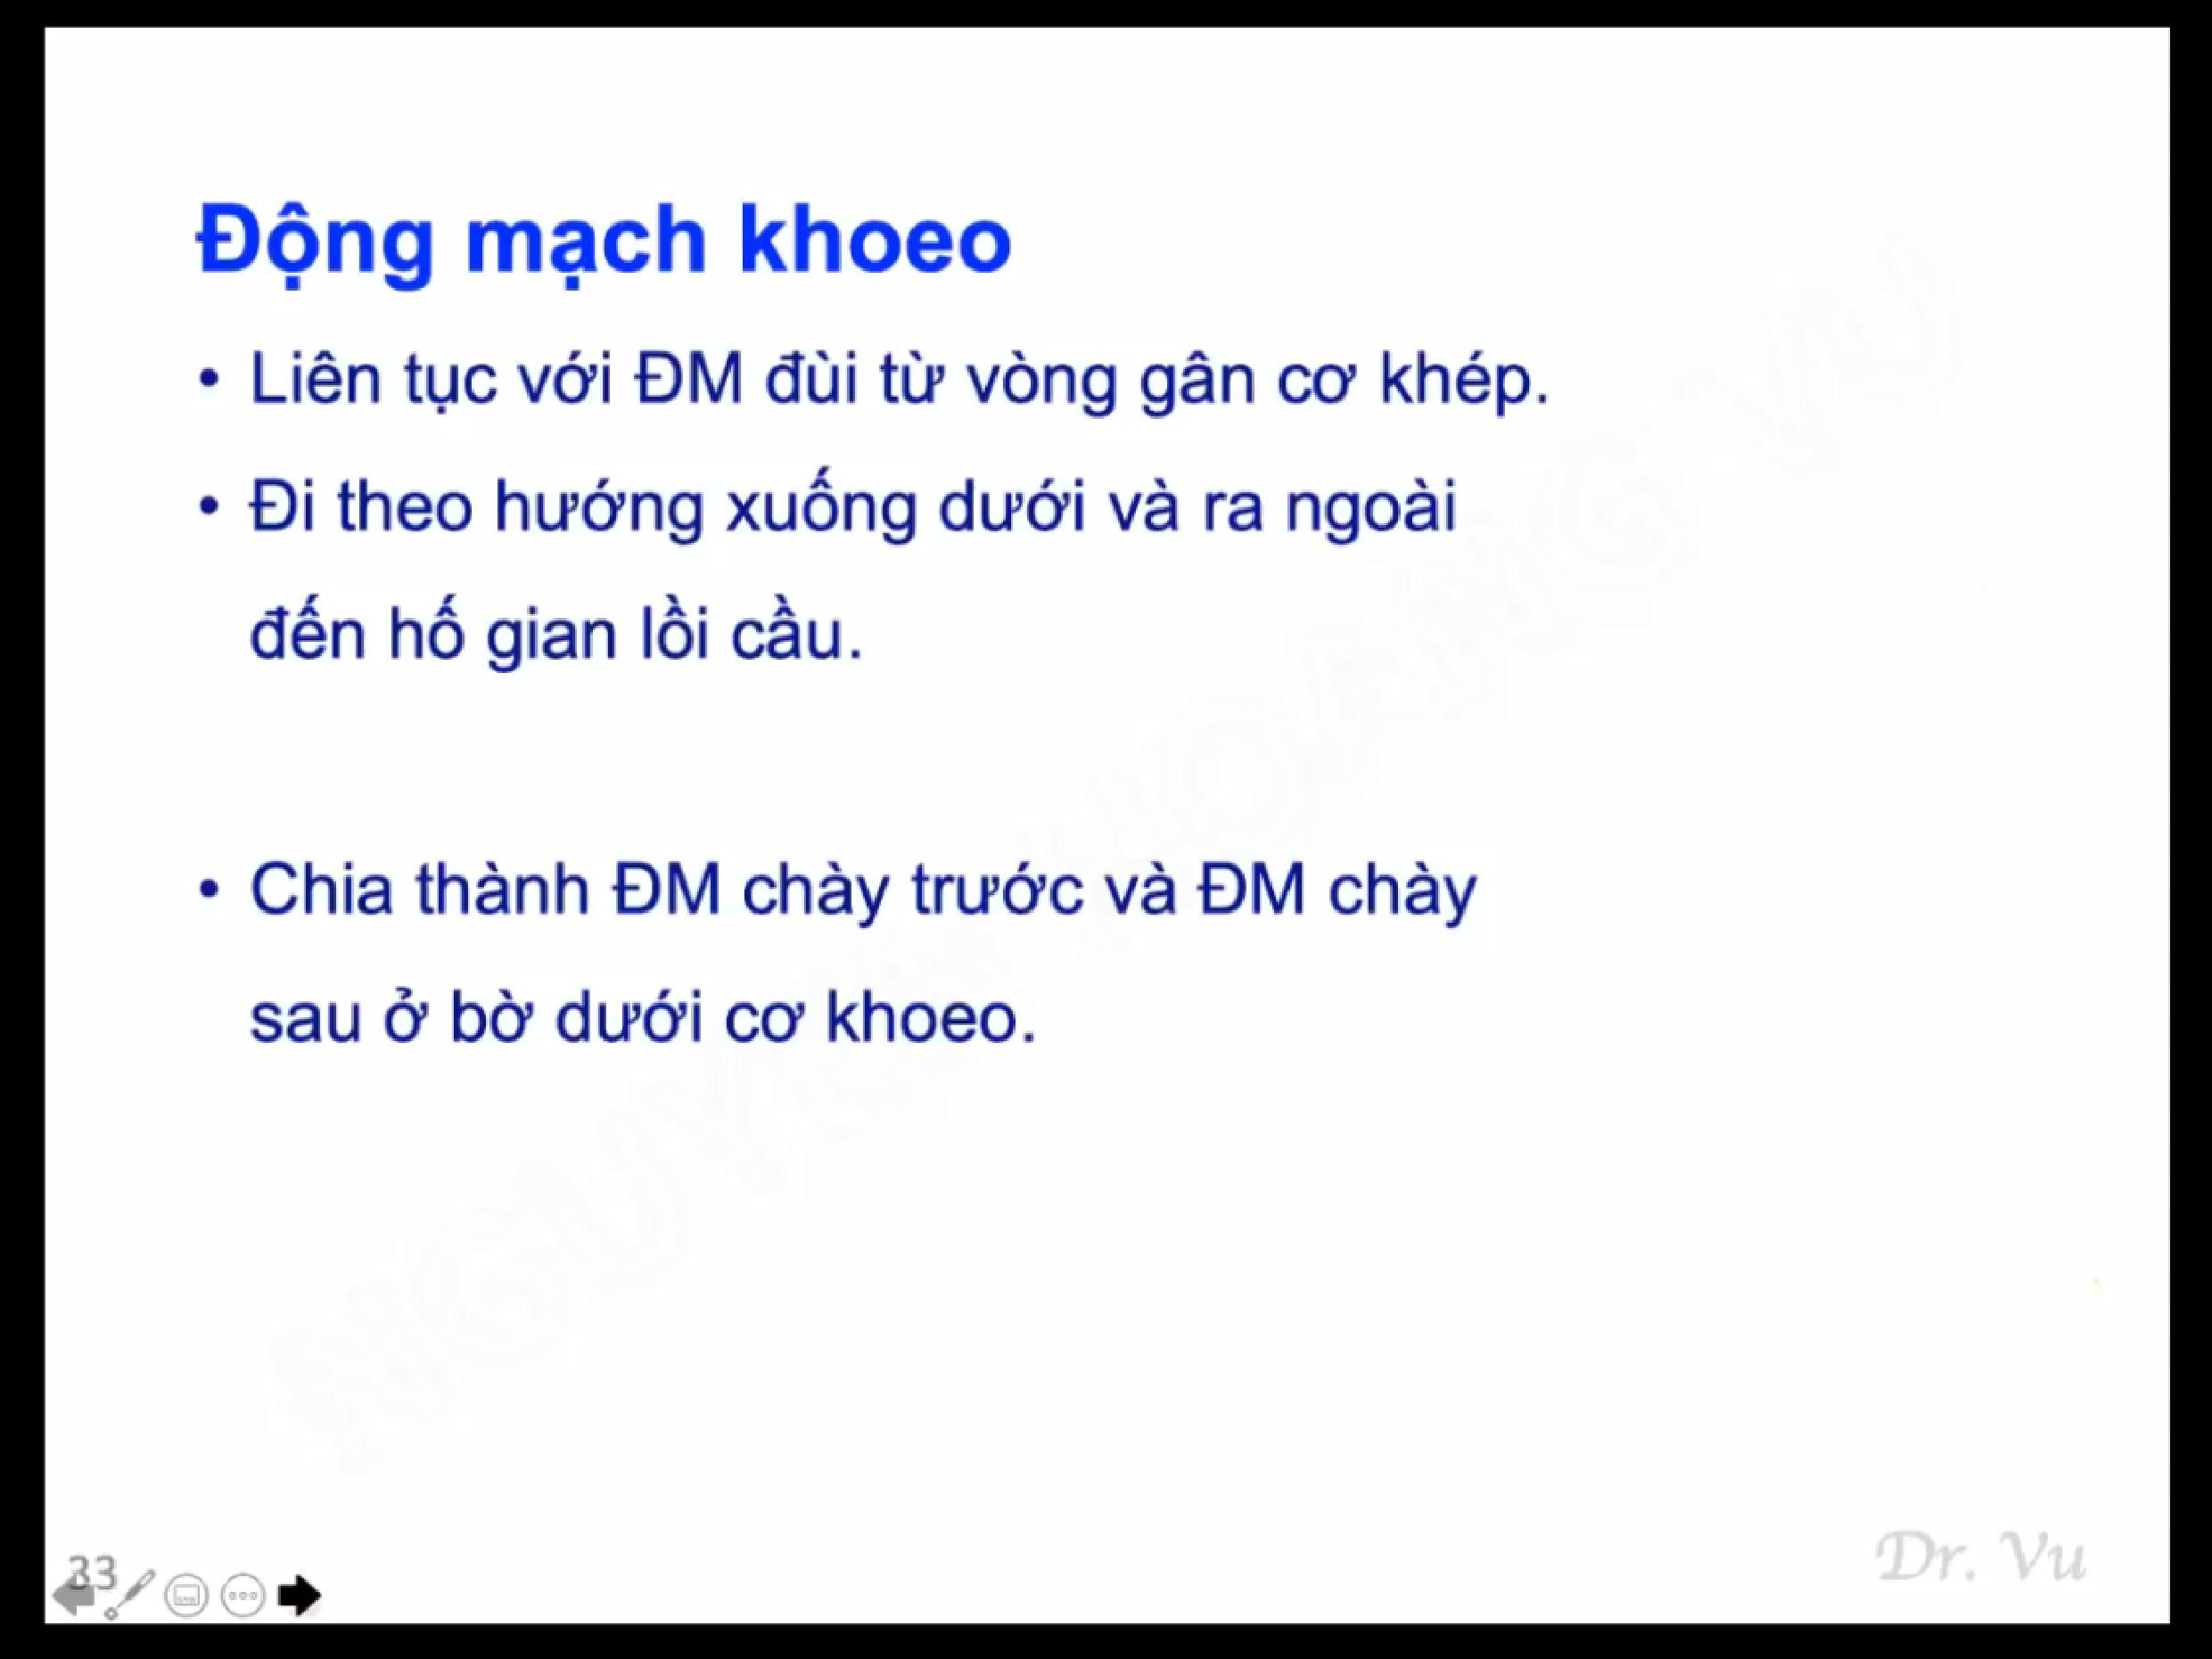 Động mạch khoeo
• Liên tục với ĐM đùi từ vòng gân cơ khép.
• Đi theo hướng xuống dưới và ra ngoài
đến hố gian lồi cầu.
• Chia thành ĐM chày trước và ĐM chày
sau ở bờ dưới cơ khoeo.
33
Dr. Vu